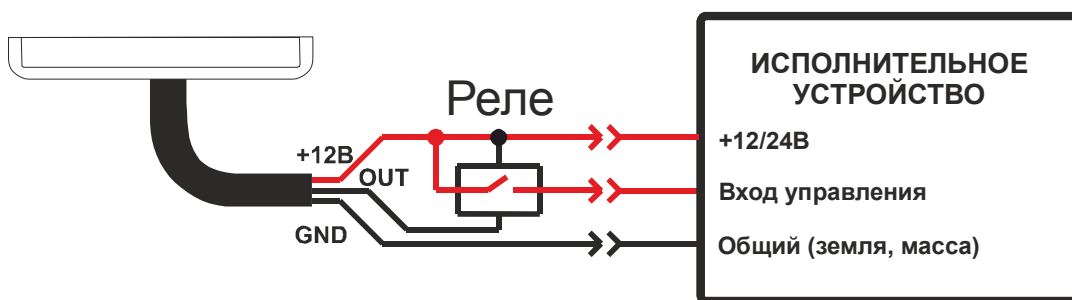 ИСПОЛНИТЕЛЬНОЕ
УСТРОЙСТВО
Реле
+12В
+12/24В
OUT
Вход управления
GND
Общий (земля, масса)